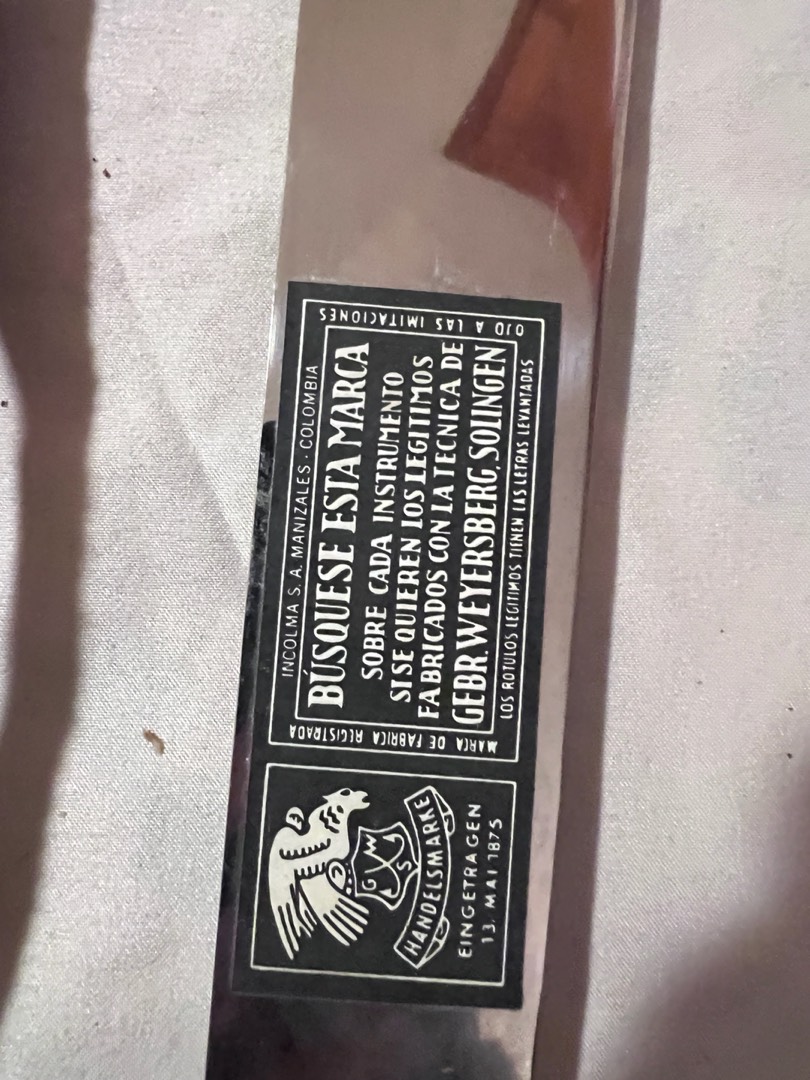 INCOLMA S. A. MANIZALES · COLOMBIA
BÚSQUESE ESTA MARCA
SOBRE CADA INSTRUMENTO
SI SE QUIEREN LOS LEGITIMOS
FABRICADOS CON LA TECNICA DE
GEBR. WEYERSBERG, SOLINGEN
LOS ROTULOS LEGITIMOS TIENEN LAS LETRAS LEVANTADAS
OJO A LAS IMITACIONES
MARCA DE FABRICA REGISTRADA
G W S
HANDELSMARKE
EINGETRAGEN
13. MAI 1875